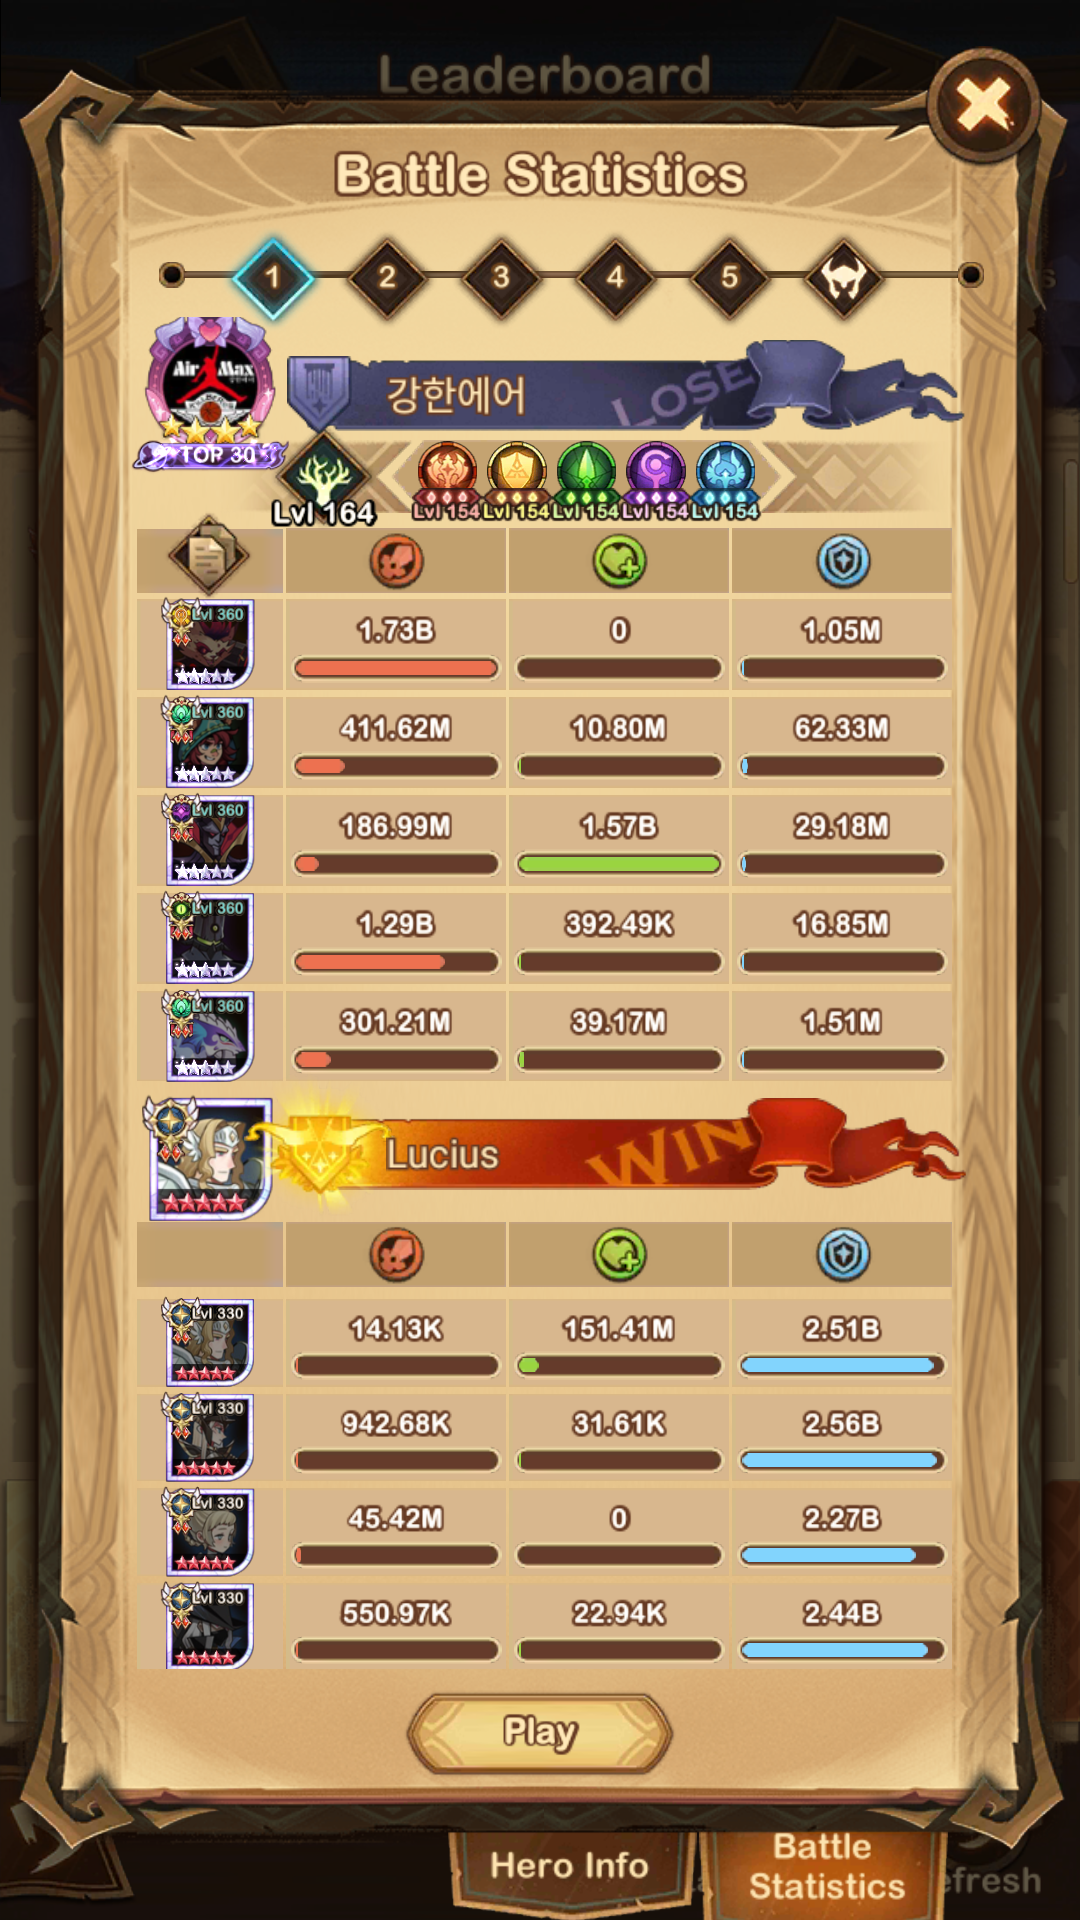 Leaderboard
Battle Statistics
1 2 3 4 5
Air Max
강한에어 LOSE
TOP 30
Lvl 164 Lvl 154 Lvl 154 Lvl 154 Lvl 154 Lvl 154
Lvl 360 1.73B 0 1.05M
Lvl 360 411.62M 10.80M 62.33M
Lvl 360 186.99M 1.57B 29.18M
Lvl 360 1.29B 392.49K 16.85M
Lvl 360 301.21M 39.17M 1.51M
Lucius WIN
Lvl 330 14.13K 151.41M 2.51B
Lvl 330 942.68K 31.61K 2.56B
Lvl 330 45.42M 0 2.27B
Lvl 330 550.97K 22.94K 2.44B
Play
Hero Info
Battle
Statistics
efresh